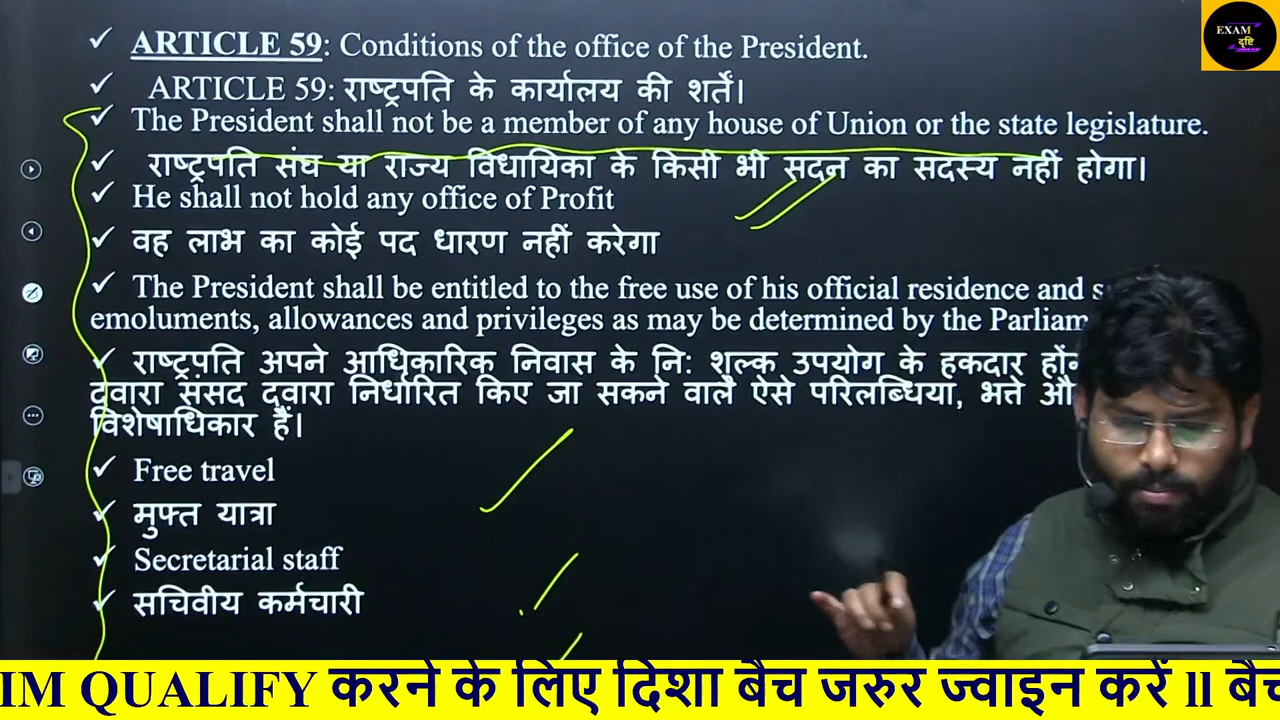 EXAM
दृष्टि
ARTICLE 59: Conditions of the office of the President.
ARTICLE 59: राष्ट्रपति के कार्यालय की शर्तें।
The President shall not be a member of any house of Union or the state legislature.
राष्ट्रपति संघ या राज्य विधायिका के किसी भी सदन का सदस्य नहीं होगा।
He shall not hold any office of Profit
वह लाभ का कोई पद धारण नहीं करेगा
The President shall be entitled to the free use of his official residence and
emoluments, allowances and privileges as may be determined by the
राष्ट्रपति अपने आधिकारिक निवास के नि: शुल्क उपयोग के हकदार
द्वारा संसद द्वारा निर्धारित किए जा सकने वाले ऐसे परिलब्धियां, भत्ते
विशेषाधिकार हैं।
Free travel
मुफ्त यात्रा
Secretarial staff
सचिवीय कर्मचारी
IM QUALIFY करने के लिए दिशा बैच जरुर ज्वाइन करें ll